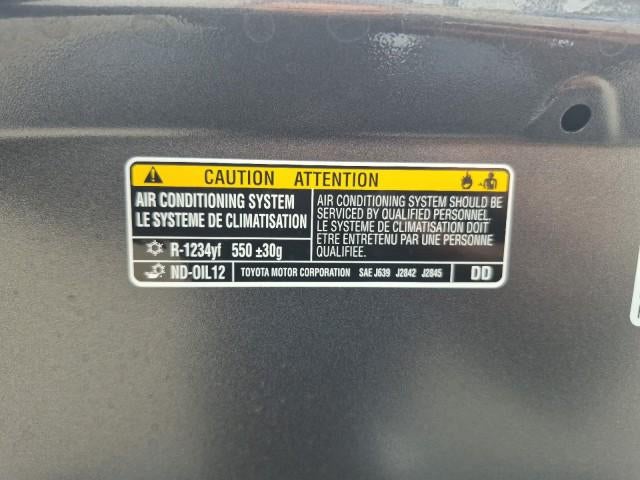 CAUTION ATTENTION
AIR CONDITIONING SYSTEM
LE SYSTEME DE CLIMATISATION
AIR CONDITIONING SYSTEM SHOULD BE
SERVICED BY QUALIFIED PERSONNEL.
LE SYSTEME DE CLIMATISATION DOIT
ETRE ENTRETENU PAR UNE PERSONNE
QUALIFIEE.
R-1234yf 550 ±30g
ND-OIL12 TOYOTA MOTOR CORPORATION SAE J639 J2842 J2845 DD